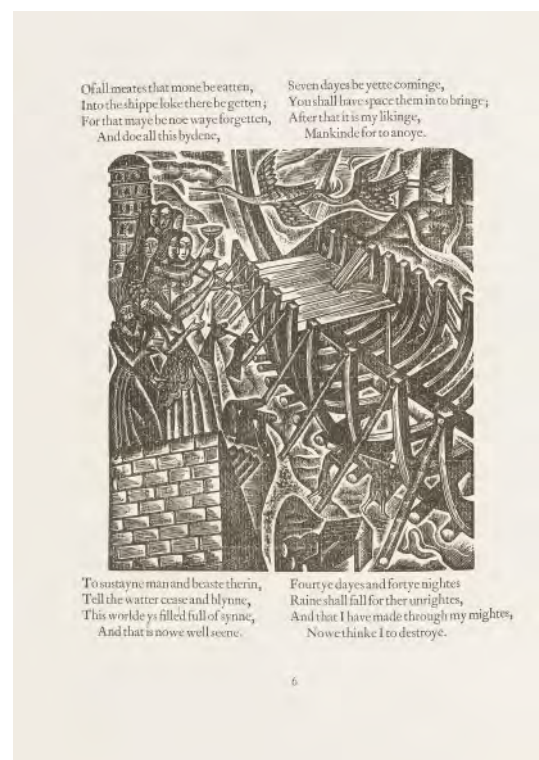 Of all meates that mone be eatten,
Into the shippe loke there be getten;
For that maye be noe waye forgetten,
And doe all this bydene,
To sustayne man and beaste therin,
Tell the watter cease and blynne,
This worlde ys filled full of synne,
And that is nowe well seene.
Seven dayes be yette cominge,
You shall have space them in to bringe;
After that it is my likinge,
Mankinde for to anoye.
Fourtye dayes and fortye nightes
Raine shall fall for ther unrightes,
And that I have made through my mightes,
Nowe thinke I to destroye.
6